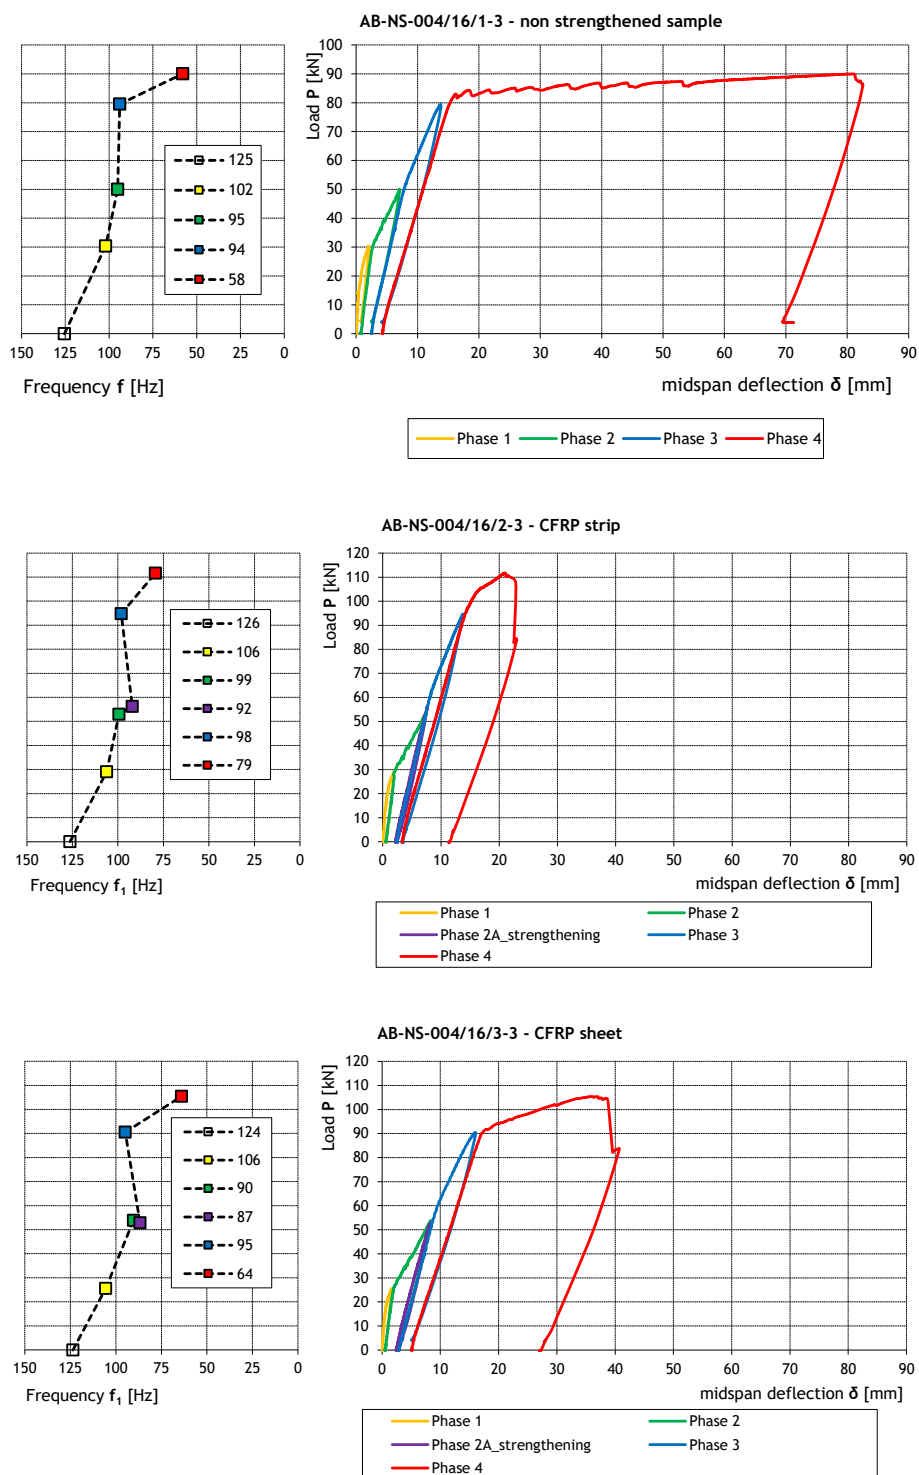 AB-NS-004/16/1-3 - non strengthened sample
125
102
95
94
58
150 125 100 75 50 25 0
Frequency f [Hz]
Load P [kN]
100
90
80
70
60
50
40
30
20
10
0
0 10 20 30 40 50 60 70 80 90
midspan deflection δ [mm]
Phase 1 Phase 2 Phase 3 Phase 4
AB-NS-004/16/2-3 - CFRP strip
126
106
99
92
98
79
150 125 100 75 50 25 0
Frequency f₁ [Hz]
Load P [kN]
120
110
100
90
80
70
60
50
40
30
20
10
0
0 10 20 30 40 50 60 70 80 90
midspan deflection δ [mm]
Phase 1 Phase 2
Phase 2A_strengthening Phase 3
Phase 4
AB-NS-004/16/3-3 - CFRP sheet
124
106
90
87
95
64
150 125 100 75 50 25 0
Frequency f₁ [Hz]
Load P [kN]
120
110
100
90
80
70
60
50
40
30
20
10
0
0 10 20 30 40 50 60 70 80 90
midspan deflection δ [mm]
Phase 1 Phase 2
Phase 2A_strengthening Phase 3
Phase 4